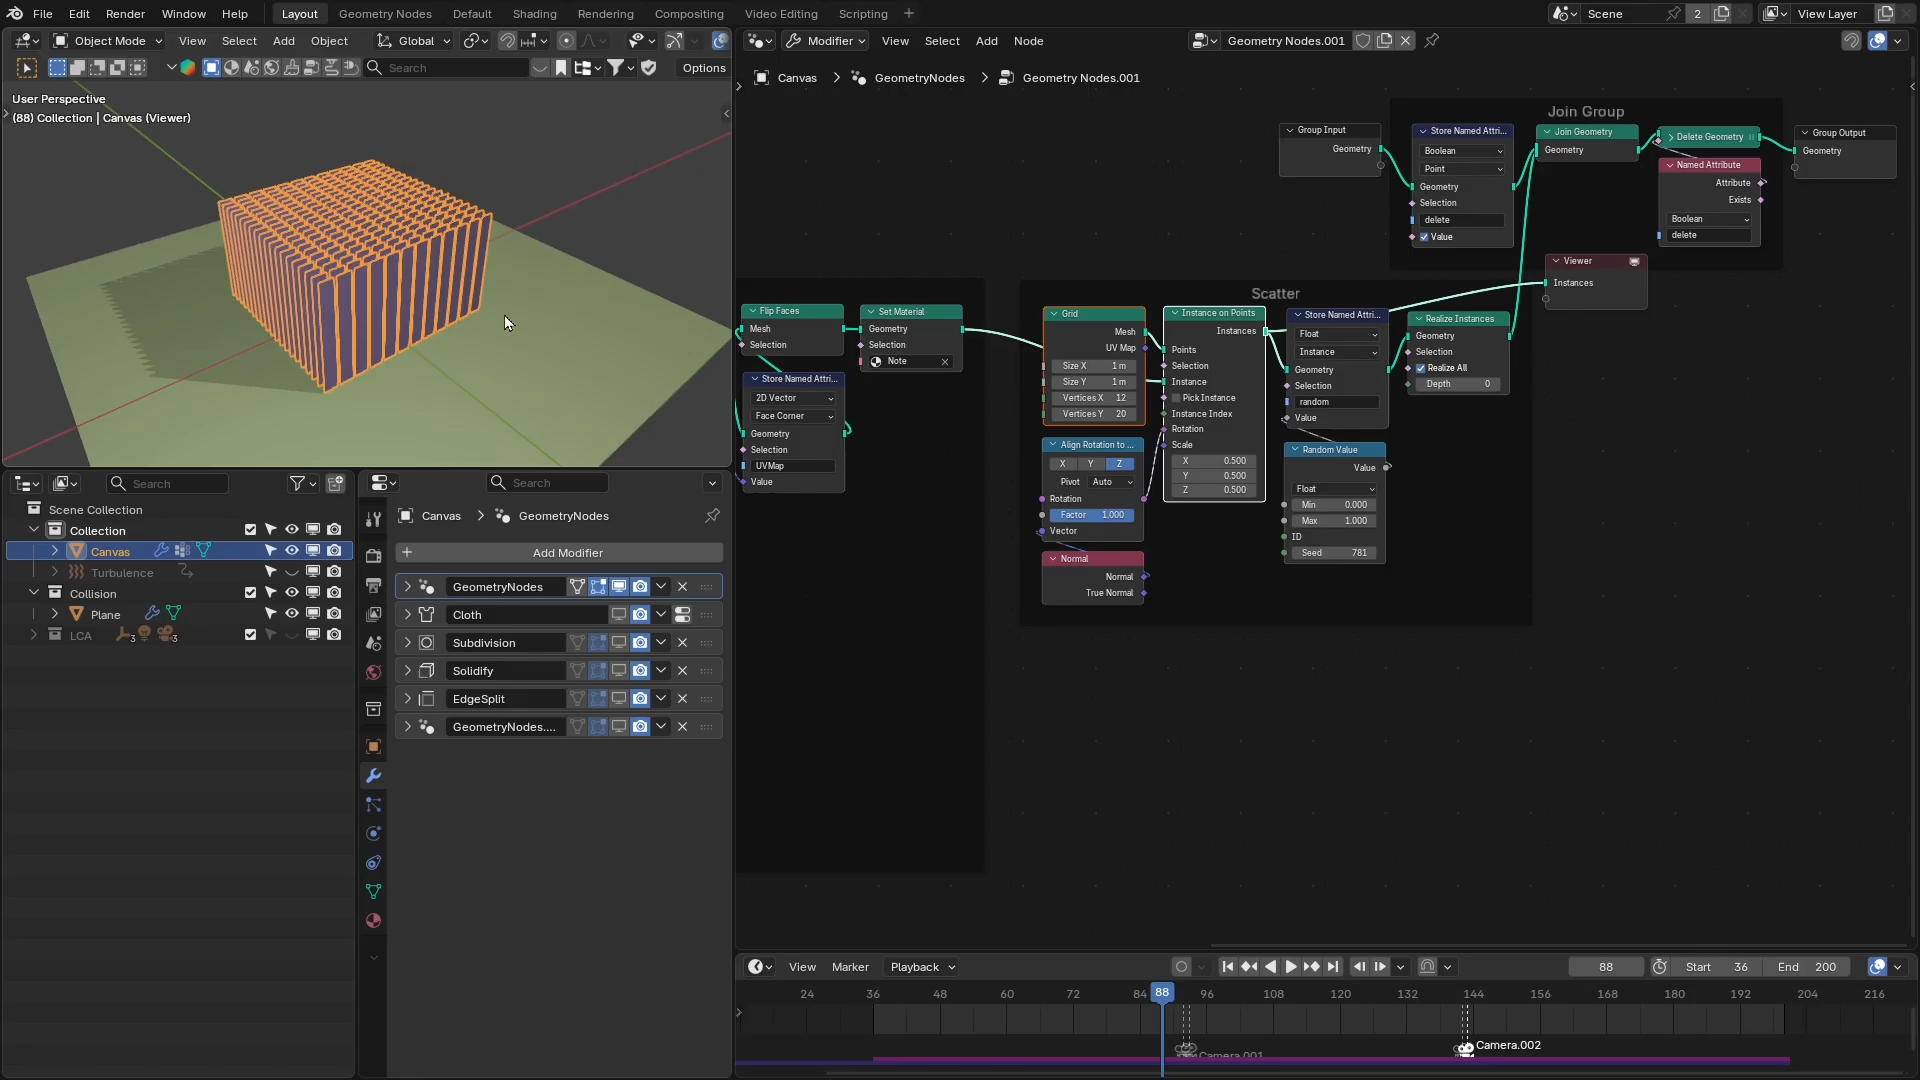 File Edit Render Window Help Layout Geometry Nodes Default Shading Rendering Compositing Video Editing Scripting + Scene 2 View Layer
Object Mode View Select Add Object Global
Search Options
User Perspective
(88) Collection | Canvas (Viewer)
Modifier View Select Add Node Geometry Nodes.001
Canvas > GeometryNodes > Geometry Nodes.001
Join Group
Group Input
Geometry
Store Named Attri...
Boolean
Point
Geometry
Selection
delete
Value
Join Geometry
Geometry
Delete Geometry
Named Attribute
Attribute
Exists
Boolean
delete
Group Output
Geometry
Viewer
Instances
Flip Faces
Mesh
Selection
Set Material
Geometry
Selection
Note
Store Named Attri...
2D Vector
Face Corner
Geometry
Selection
UVMap
Value
Scatter
Grid
Mesh
UV Map
Size X 1 m
Size Y 1 m
Vertices X 12
Vertices Y 20
Align Rotation to ...
X Y Z
Pivot Auto
Rotation
Factor 1.000
Vector
Normal
Normal
True Normal
Instance on Points
Instances
Points
Selection
Instance
Pick Instance
Instance Index
Rotation
Scale
X 0.500
Y 0.500
Z 0.500
Store Named Attri...
Float
Instance
Geometry
Selection
random
Value
Random Value
Value
Float
Min 0.000
Max 1.000
ID
Seed 781
Realize Instances
Geometry
Selection
Realize All
Depth 0
Search
Scene Collection
Collection
Canvas
Turbulence
Collision
Plane
LCA 3 3
Search
Canvas > GeometryNodes
+ Add Modifier
GeometryNodes
Cloth
Subdivision
Solidify
EdgeSplit
GeometryNodes....
View Marker Playback 88 Start 36 End 200
24 36 48 60 72 84 88 96 108 120 132 144 156 168 180 192 204 216
Camera.001 Camera.002